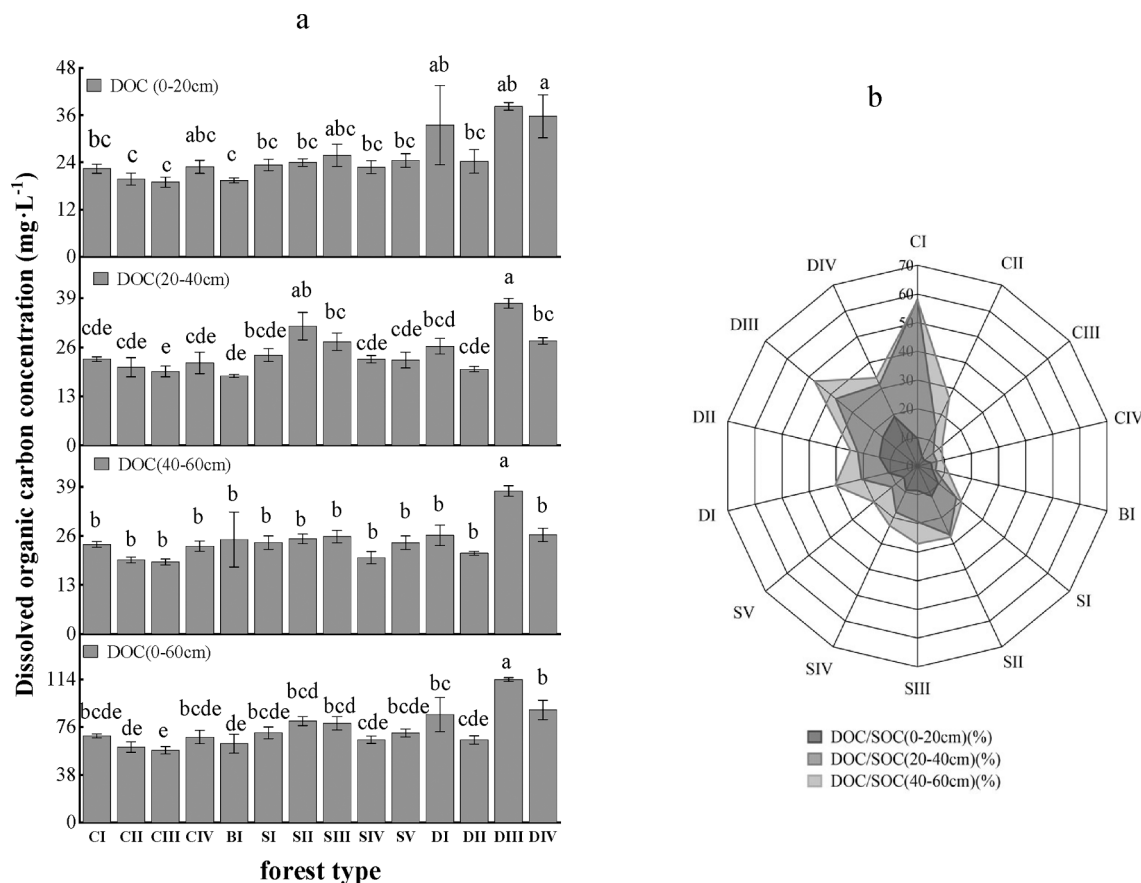 a
Dissolved organic carbon concentration (mg·L⁻¹)
48
36
24
12
0
DOC (0-20cm)
bc c c abc c bc bc abc bc bc ab bc ab a
39
26
13
0
DOC(20-40cm)
cde cde e cde de bcde ab bc cde cde bcd cde a bc
39
26
13
0
DOC(40-60cm)
b b b b b b b b b b b b a b
114
76
38
0
DOC(0-60cm)
bcde de e bcde de bcde bcd bcd cde bcde bc cde a b
CI CII CIII CIV BI SI SII SIII SIV SV DI DII DIII DIV
forest type
b
CI
CII
CIII
CIV
BI
SI
SII
SIII
SIV
SV
DI
DII
DIII
DIV
70
60
50
40
30
20
10
0
DOC/SOC(0-20cm)(%)
DOC/SOC(20-40cm)(%)
DOC/SOC(40-60cm)(%)